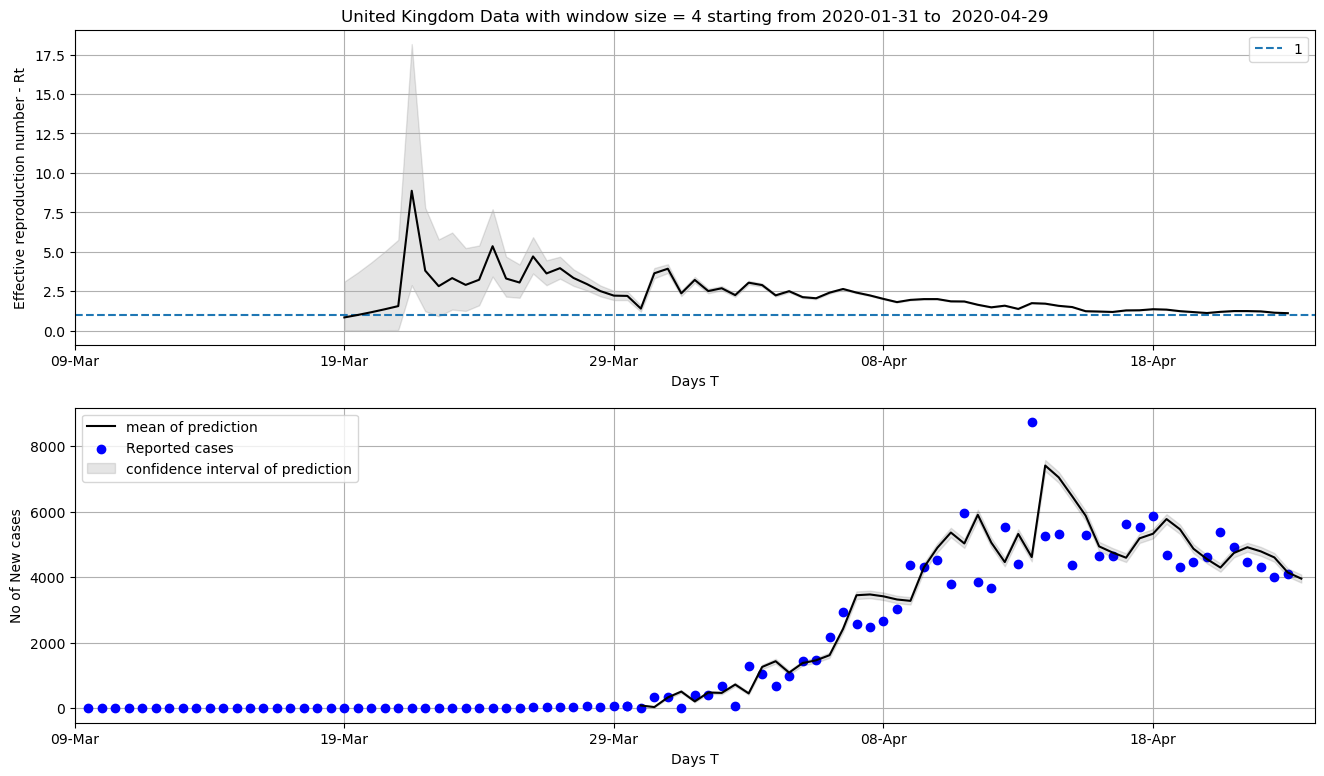 United Kingdom Data with window size = 4 starting from 2020-01-31 to  2020-04-29
Effective reproduction number - Rt
17.5
15.0
12.5
10.0
7.5
5.0
2.5
0.0
1
09-Mar
19-Mar
29-Mar
08-Apr
18-Apr
Days T
No of New cases
8000
6000
4000
2000
0
mean of prediction
Reported cases
confidence interval of prediction
09-Mar
19-Mar
29-Mar
08-Apr
18-Apr
Days T